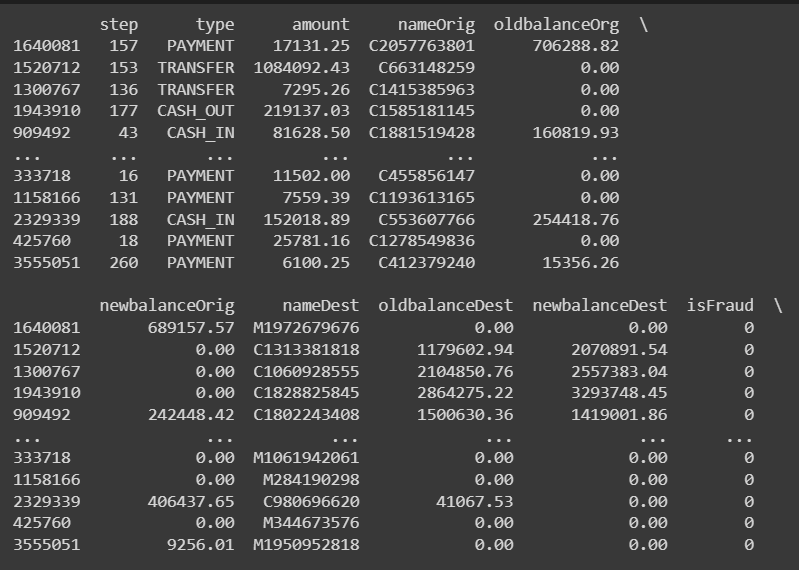 step type amount nameOrig oldbalanceOrg \
1640081 157 PAYMENT 17131.25 C2057763801 706288.82
1520712 153 TRANSFER 1084092.43 C663148259 0.00
1300767 136 TRANSFER 7295.26 C1415385963 0.00
1943910 177 CASH_OUT 219137.03 C1585181145 0.00
909492 43 CASH_IN 81628.50 C1881519428 160819.93
... ... ... ... ... ...
333718 16 PAYMENT 11502.00 C455856147 0.00
1158166 131 PAYMENT 7559.39 C1193613165 0.00
2329339 188 CASH_IN 152018.89 C553607766 254418.76
425760 18 PAYMENT 25781.16 C1278549836 0.00
3555051 260 PAYMENT 6100.25 C412379240 15356.26
newbalanceOrig nameDest oldbalanceDest newbalanceDest isFraud \
1640081 689157.57 M1972679676 0.00 0.00 0
1520712 0.00 C1313381818 1179602.94 2070891.54 0
1300767 0.00 C1060928555 2104850.76 2557383.04 0
1943910 0.00 C1828825845 2864275.22 3293748.45 0
909492 242448.42 C1802243408 1500630.36 1419001.86 0
... ... ... ... ... ...
333718 0.00 M1061942061 0.00 0.00 0
1158166 0.00 M284190298 0.00 0.00 0
2329339 406437.65 C980696620 41067.53 0.00 0
425760 0.00 M344673576 0.00 0.00 0
3555051 9256.01 M1950952818 0.00 0.00 0